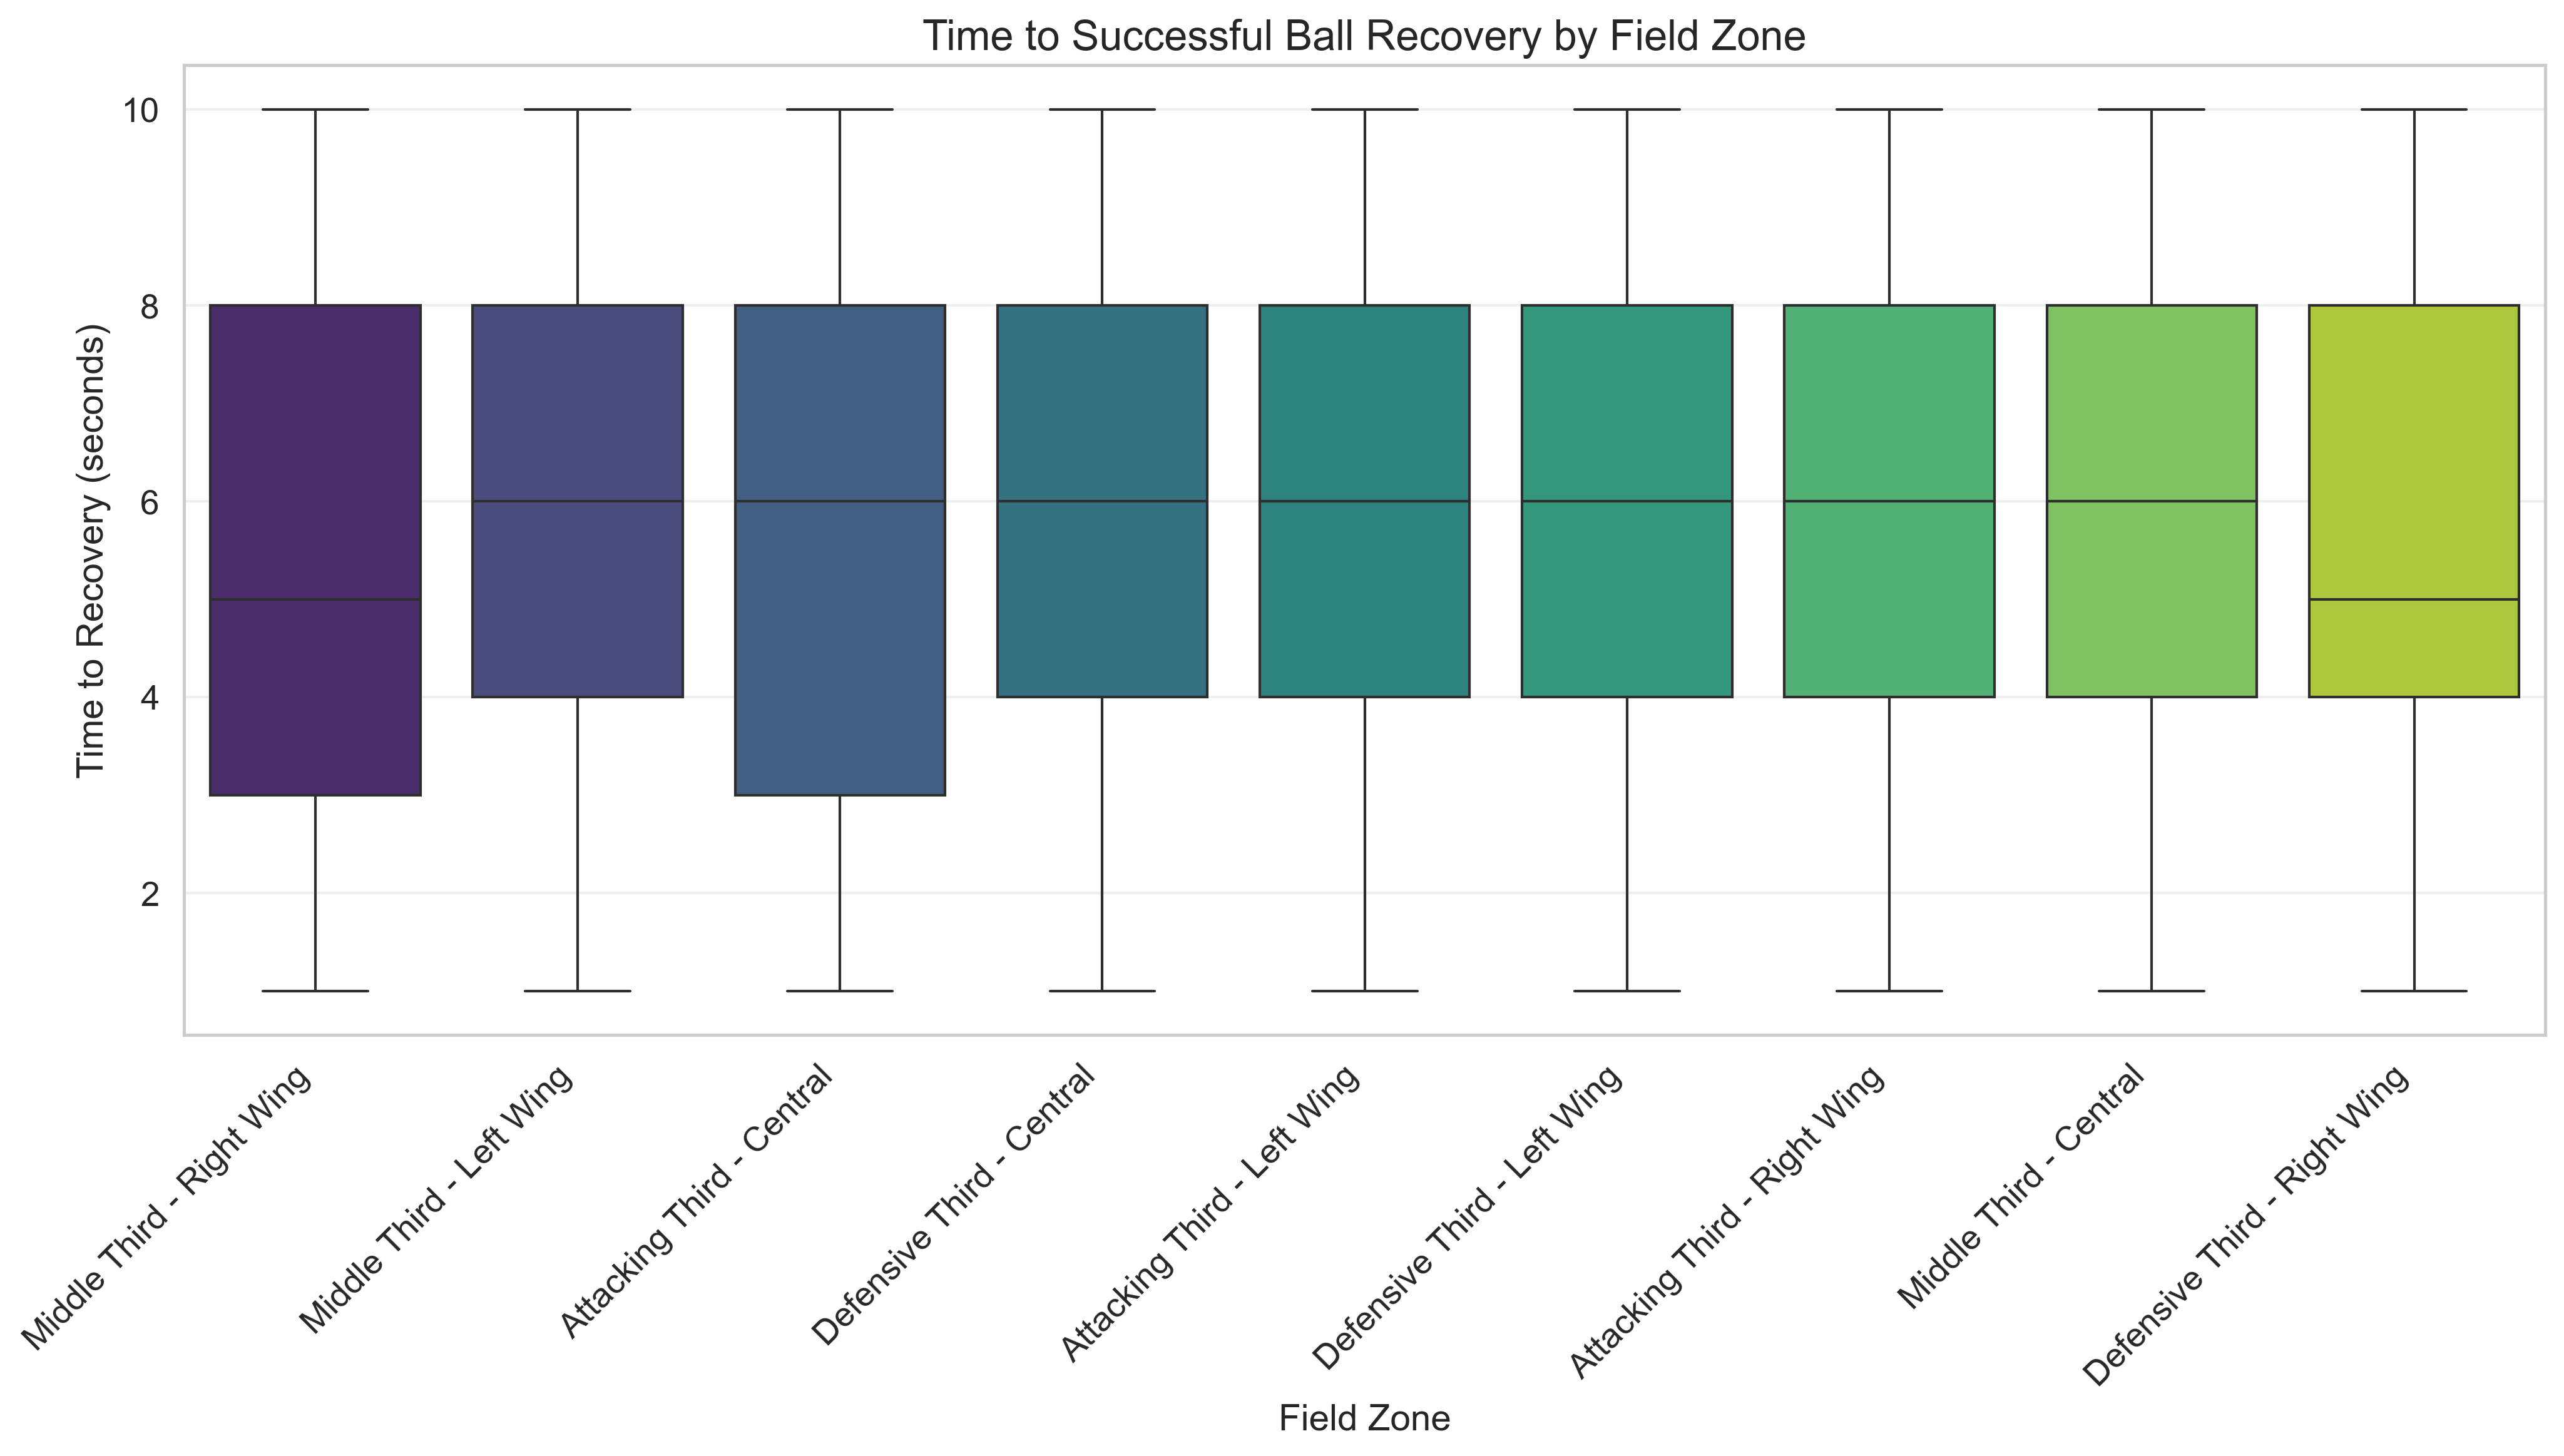 Time to Successful Ball Recovery by Field Zone
Time to Recovery (seconds)
10
8
6
4
2
Middle Third - Right Wing
Middle Third - Left Wing
Attacking Third - Central
Defensive Third - Central
Attacking Third - Left Wing
Defensive Third - Left Wing
Attacking Third - Right Wing
Middle Third - Central
Defensive Third - Right Wing
Field Zone